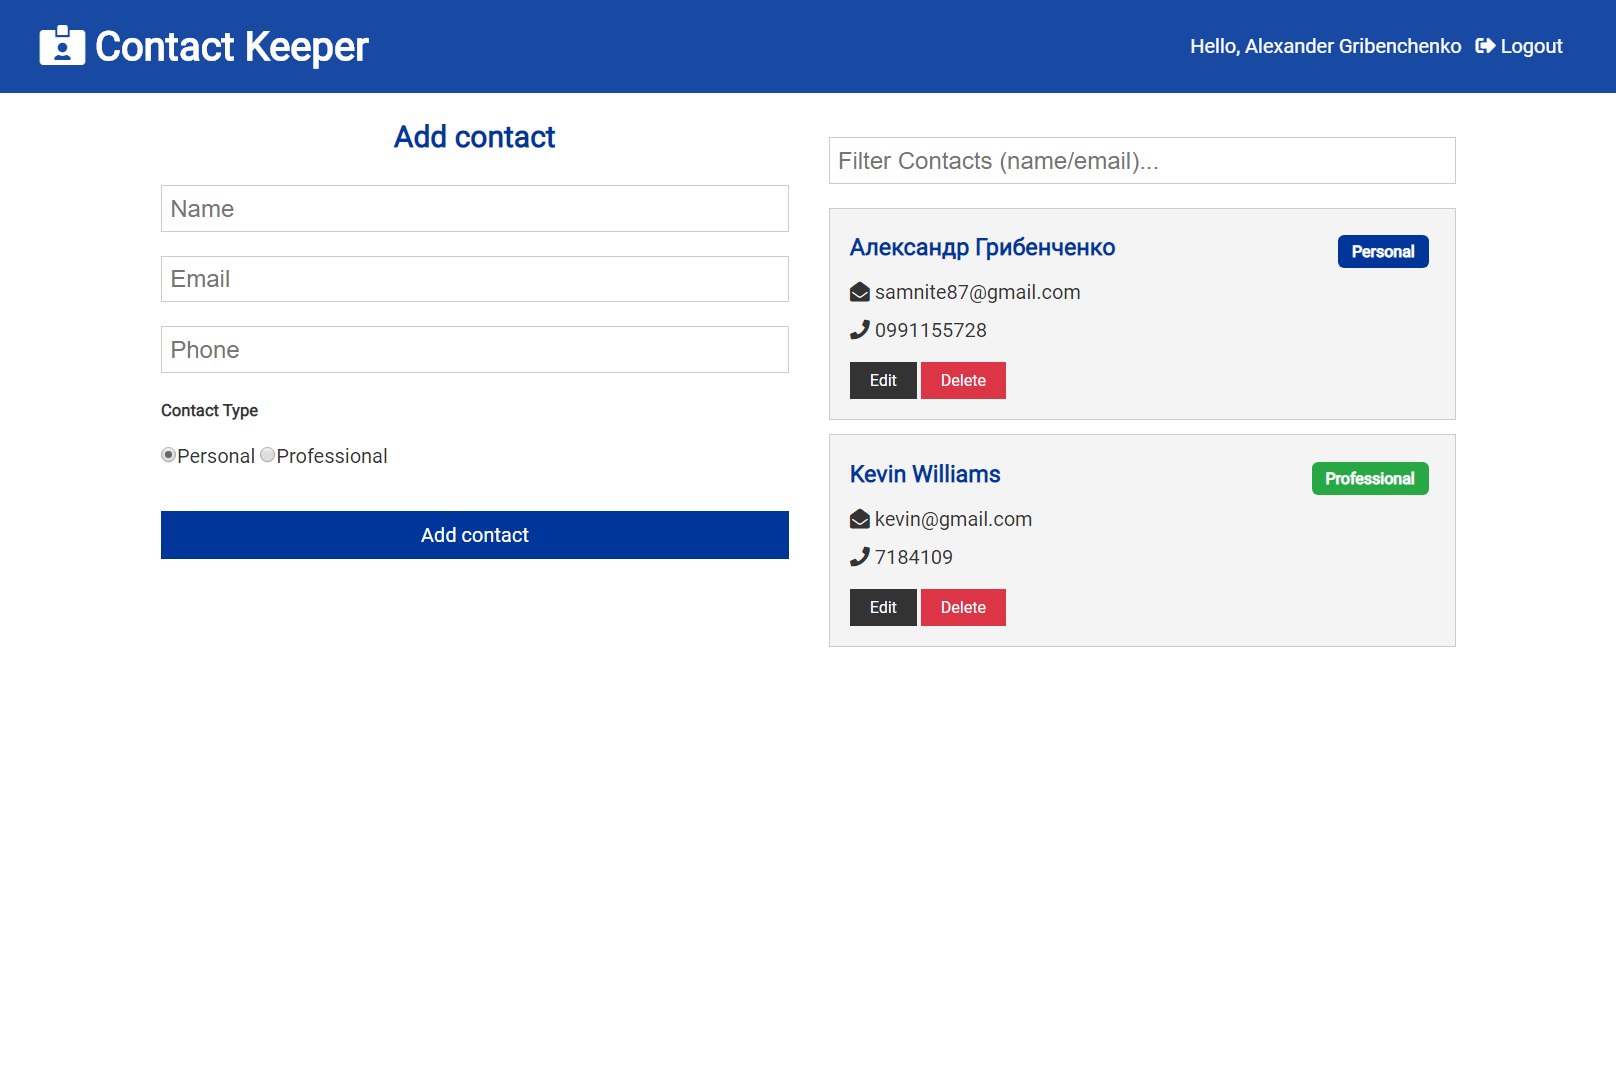 Contact Keeper
Hello, Alexander Gribenchenko Logout
Add contact
Name
Email
Phone
Contact Type
Personal Professional
Add contact
Filter Contacts (name/email)...
Александр Грибенченко
Personal
samnite87@gmail.com
0991155728
Edit Delete
Kevin Williams
Professional
kevin@gmail.com
7184109
Edit Delete